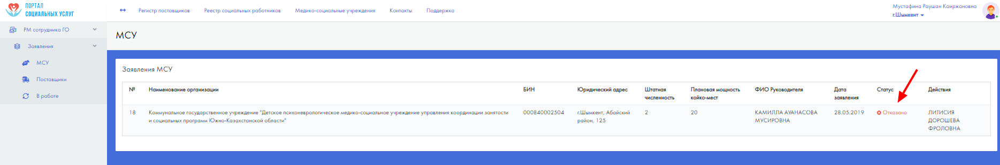 ПОРТАЛ
СОЦИАЛЬНЫХ УСЛУГ
Регистр поставщиков Реестр социальных работников Медико-социальные учреждения Контакты Поддержка
Мустафина Раушан Каиржановна
г.Шымкент
РМ сотрудника ГО
Заявления
МСУ
Поставщики
В работе
МСУ
Заявления МСУ
№ Наименование организации БИН Юридический адрес Штатная численность Плановая мощность койко-мест ФИО Руководителя Дата заявления Статус Действия
18 Коммунальное государственное учреждение "Детское психоневрологическое медико-социальное учреждение управления координации занятости
и социальных программ Южно-Казахстанской области"
000840002504
г.Шымкент, Абайский
район, 125
2
20
КАМИЛЛА АУАНАСОВА
МУСИРОВНА
28.05.2019
Отказано
ЛИТИСИЯ
ДОРОШЕВА
ФРОЛОВНА